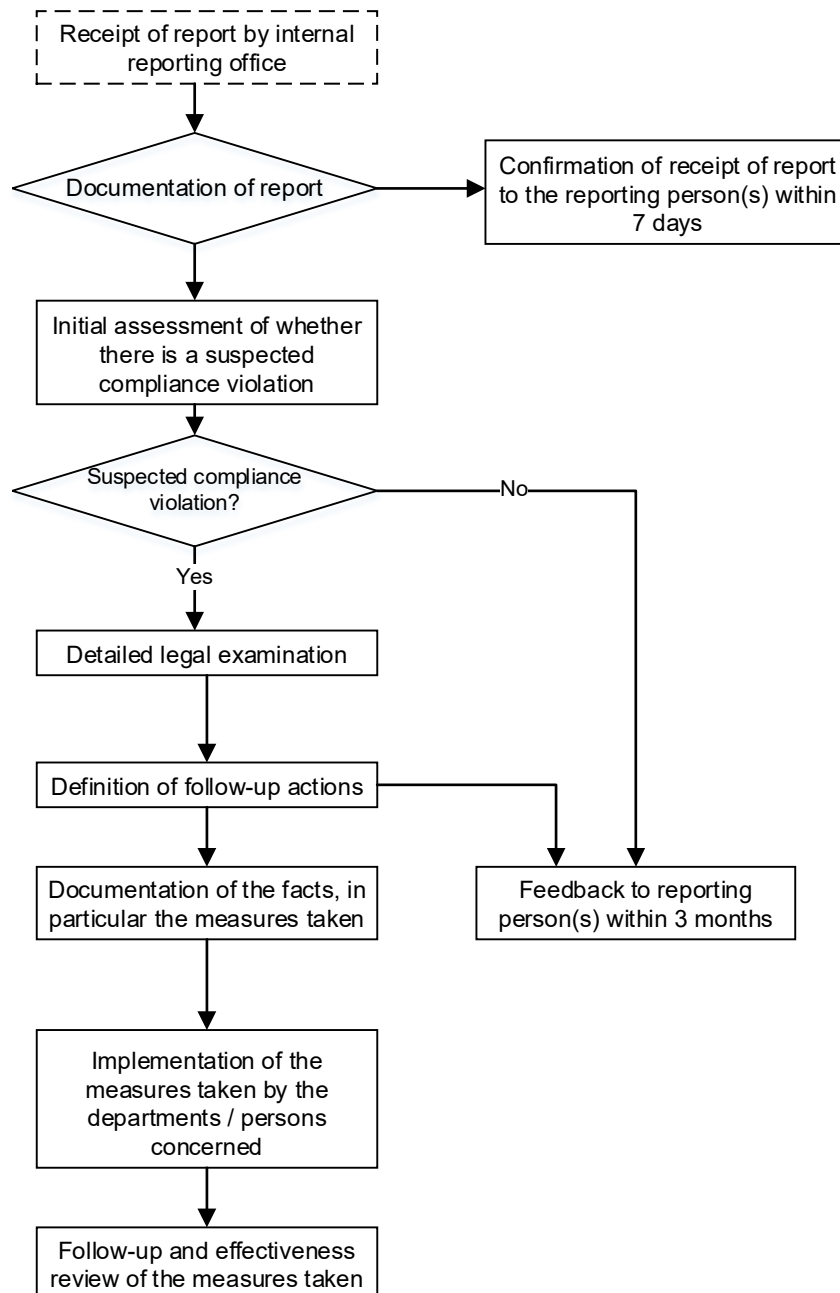 Receipt of report by internal
reporting office
Documentation of report
Confirmation of receipt of report
to the reporting person(s) within
7 days
Initial assessment of whether
there is a suspected
compliance violation
Suspected compliance
violation?
No
Yes
Detailed legal examination
Definition of follow-up actions
Documentation of the facts, in
particular the measures taken
Feedback to reporting
person(s) within 3 months
Implementation of the
measures taken by the
departments / persons
concerned
Follow-up and effectiveness
review of the measures taken